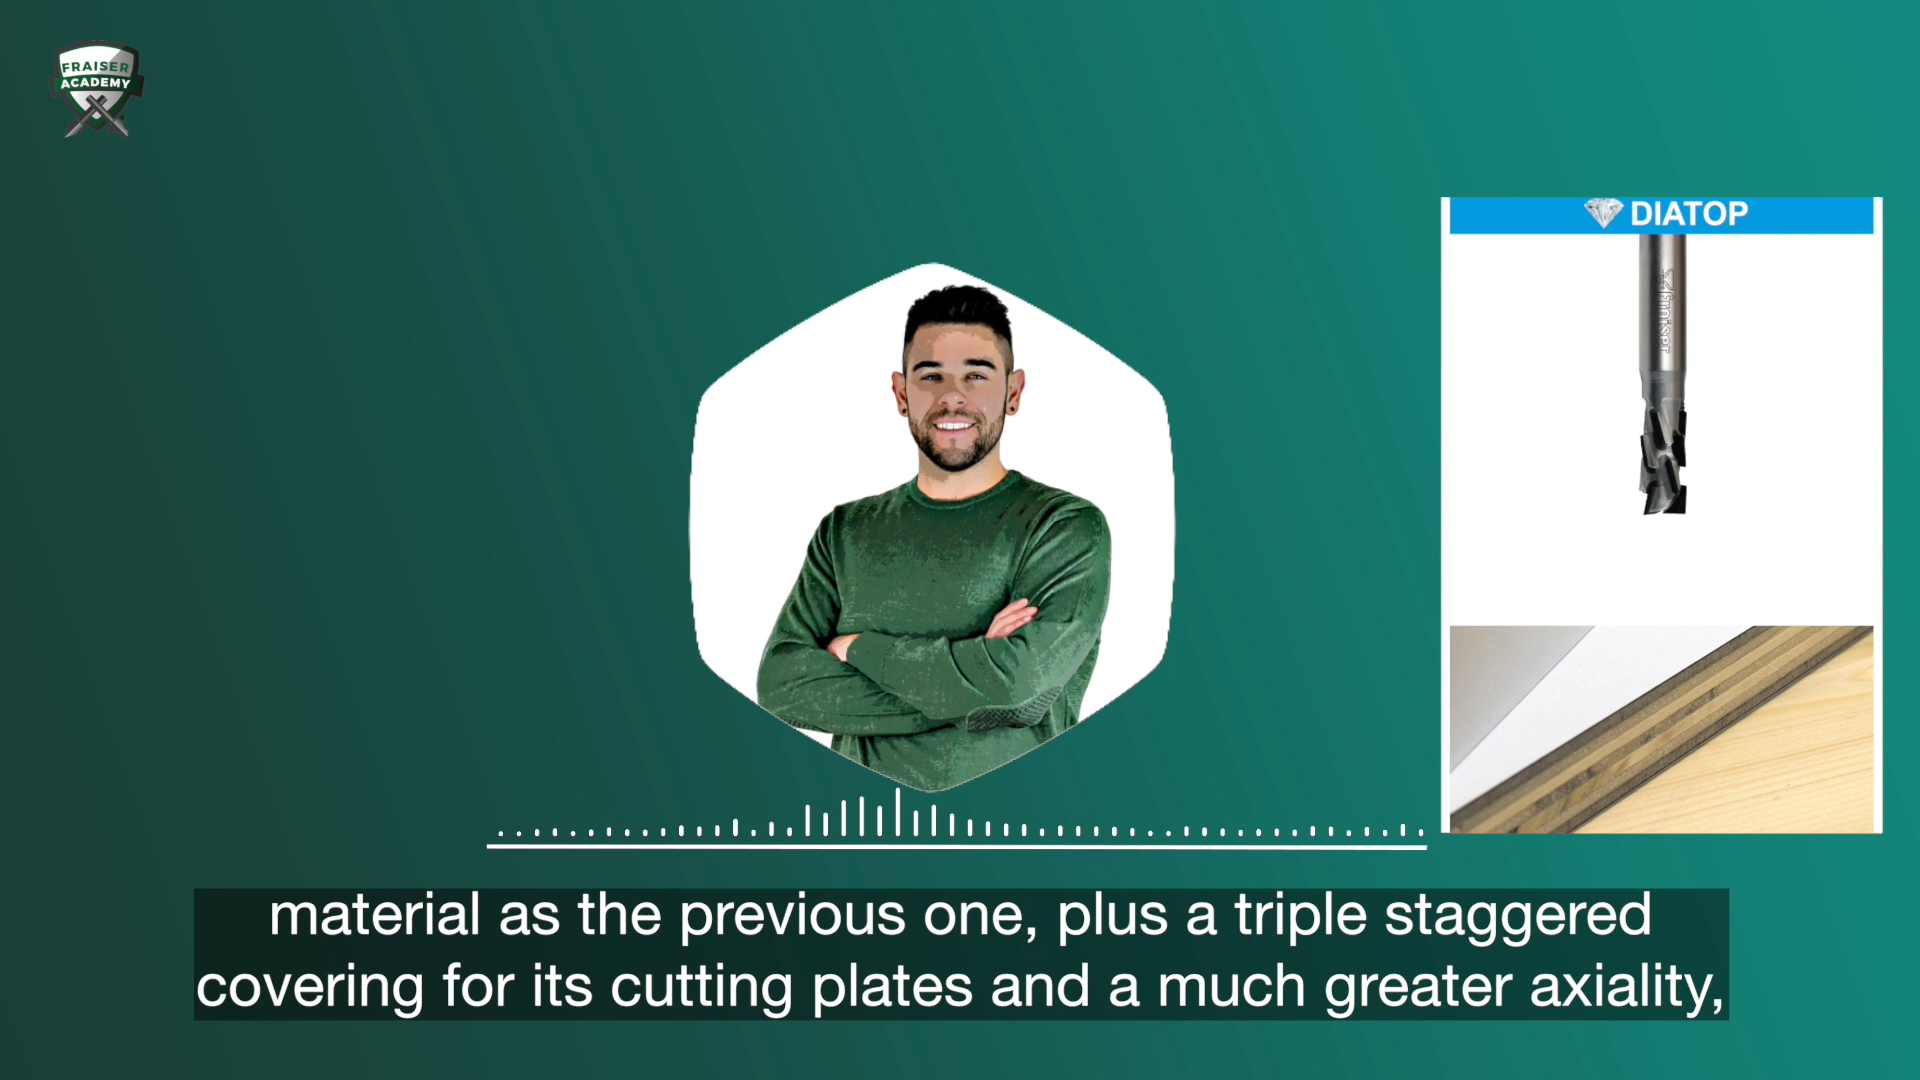 FRAISER
ACADEMY
DIATOP
fraiser
material as the previous one, plus a triple staggered
covering for its cutting plates and a much greater axiality,